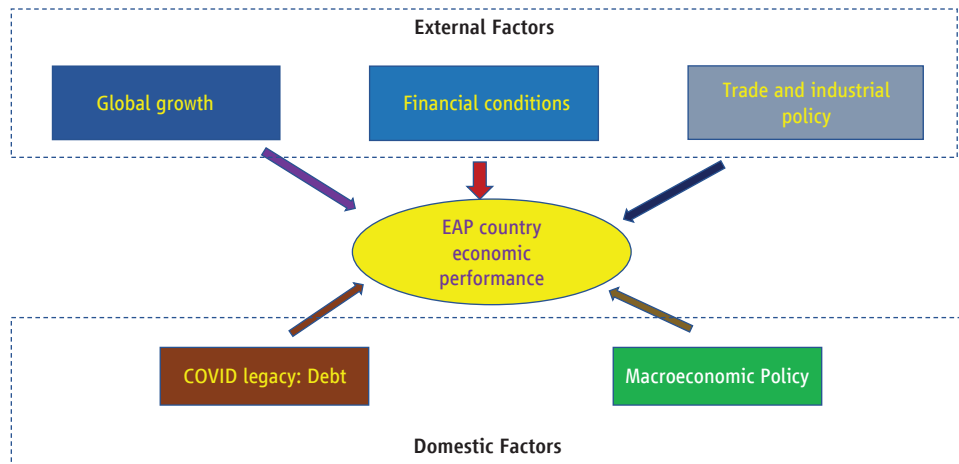 External Factors
Global growth
Financial conditions
Trade and industrial
policy
EAP country
economic
performance
COVID legacy: Debt
Macroeconomic Policy
Domestic Factors